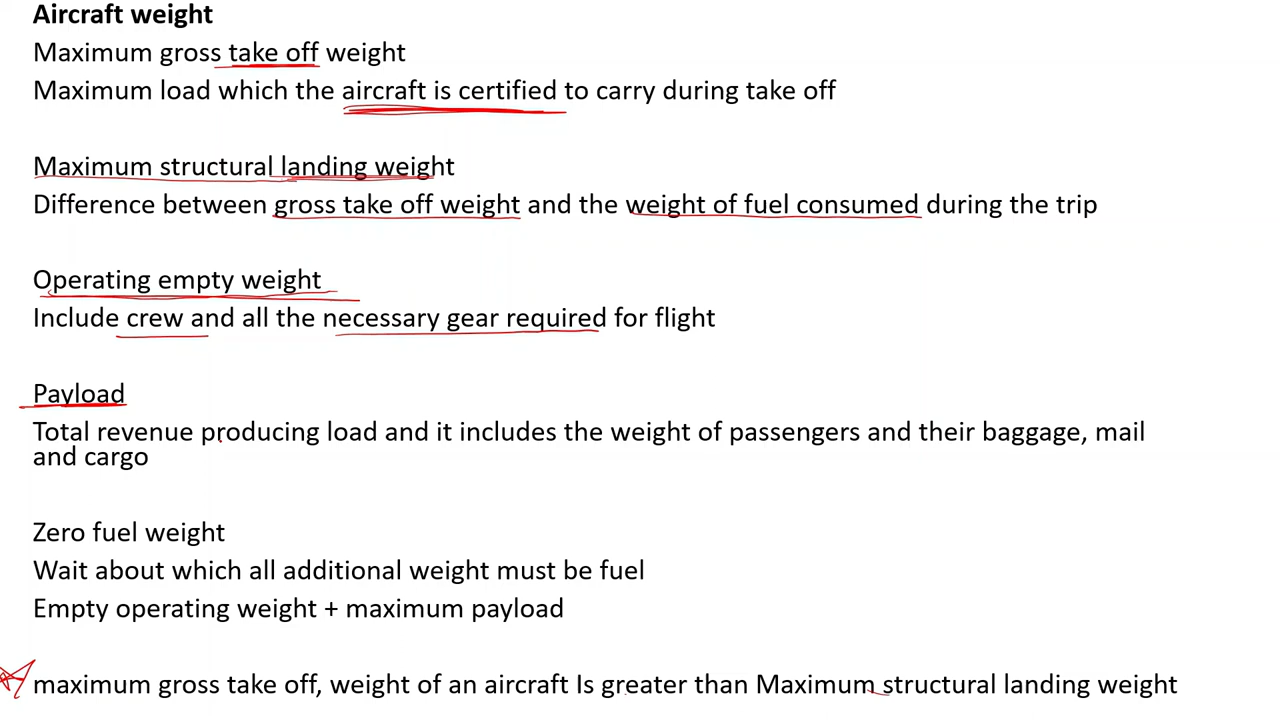 Aircraft weight
Maximum gross take off weight
Maximum load which the aircraft is certified to carry during take off
Maximum structural landing weight
Difference between gross take off weight and the weight of fuel consumed during the trip
Operating empty weight
Include crew and all the necessary gear required for flight
Payload
Total revenue producing load and it includes the weight of passengers and their baggage, mail
and cargo
Zero fuel weight
Wait about which all additional weight must be fuel
Empty operating weight + maximum payload
maximum gross take off, weight of an aircraft Is greater than Maximum structural landing weight